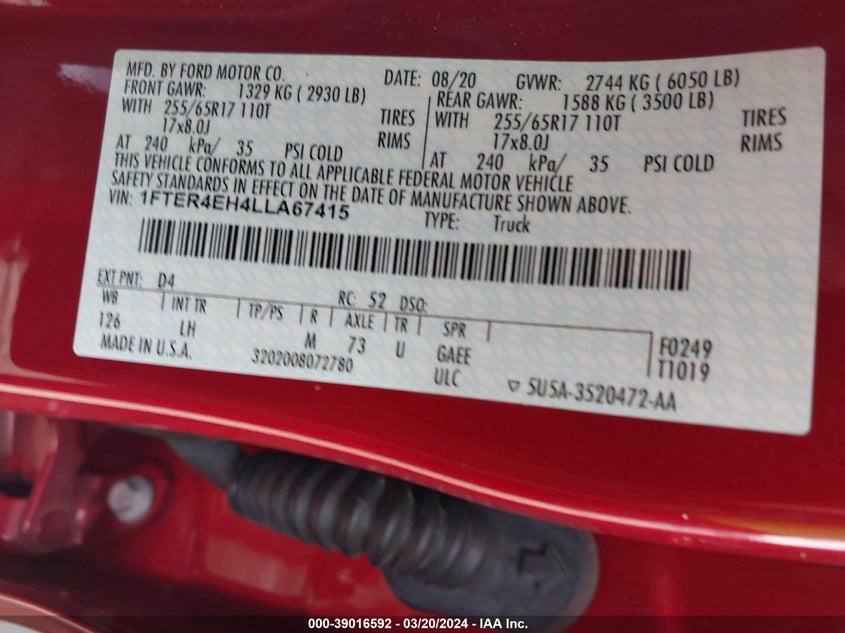 MFD. BY FORD MOTOR CO. DATE: 08/20 GVWR: 2744 KG ( 6050 LB)
FRONT GAWR: 1329 KG ( 2930 LB) REAR GAWR: 1588 KG ( 3500 LB)
WITH 255/65R17 110T TIRES WITH 255/65R17 110T TIRES
17x8.0J RIMS 17x8.0J RIMS
AT 240 kPa/ 35 PSI COLD AT 240 kPa/ 35 PSI COLD
THIS VEHICLE CONFORMS TO ALL APPLICABLE FEDERAL MOTOR VEHICLE
SAFETY STANDARDS IN EFFECT ON THE DATE OF MANUFACTURE SHOWN ABOVE.
VIN: 1FTER4EH4LLA67415 TYPE: Truck
EXT PNT: D4 RC: 52 DSO:
WB INT TR TP/PS R AXLE TR SPR
126 LH M 73 U GAEE F0249
MADE IN U.S.A. 3202008072780 ULC T1019
▽ 5U5A-3520472-AA
000-39016592 - 03/20/2024 - IAA Inc.